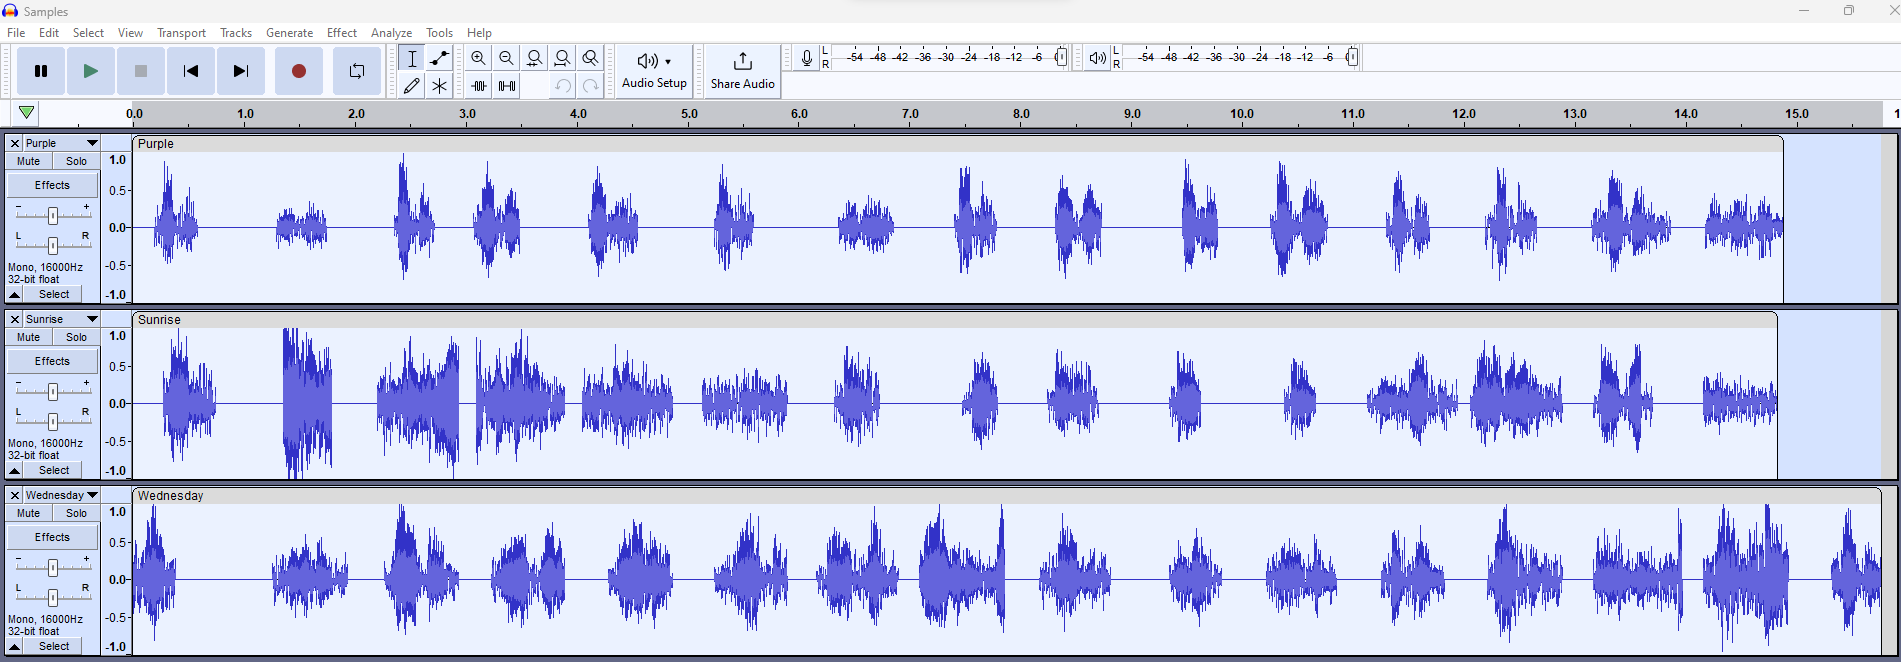 Samples
File Edit Select View Transport Tracks Generate Effect Analyze Tools Help
Audio Setup
Share Audio
L
R
-54 -48 -42 -36 -30 -24 -18 -12 -6
L
R
-54 -48 -42 -36 -30 -24 -18 -12 -6
0.0 1.0 2.0 3.0 4.0 5.0 6.0 7.0 8.0 9.0 10.0 11.0 12.0 13.0 14.0 15.0
Purple
Mute Solo
Effects
- +
L R
Mono, 16000Hz
32-bit float
Select
1.0
0.5
0.0
-0.5
-1.0
Purple
Sunrise
Mute Solo
Effects
- +
L R
Mono, 16000Hz
32-bit float
Select
1.0
0.5
0.0
-0.5
-1.0
Sunrise
Wednesday
Mute Solo
Effects
- +
L R
Mono, 16000Hz
32-bit float
Select
1.0
0.5
0.0
-0.5
-1.0
Wednesday